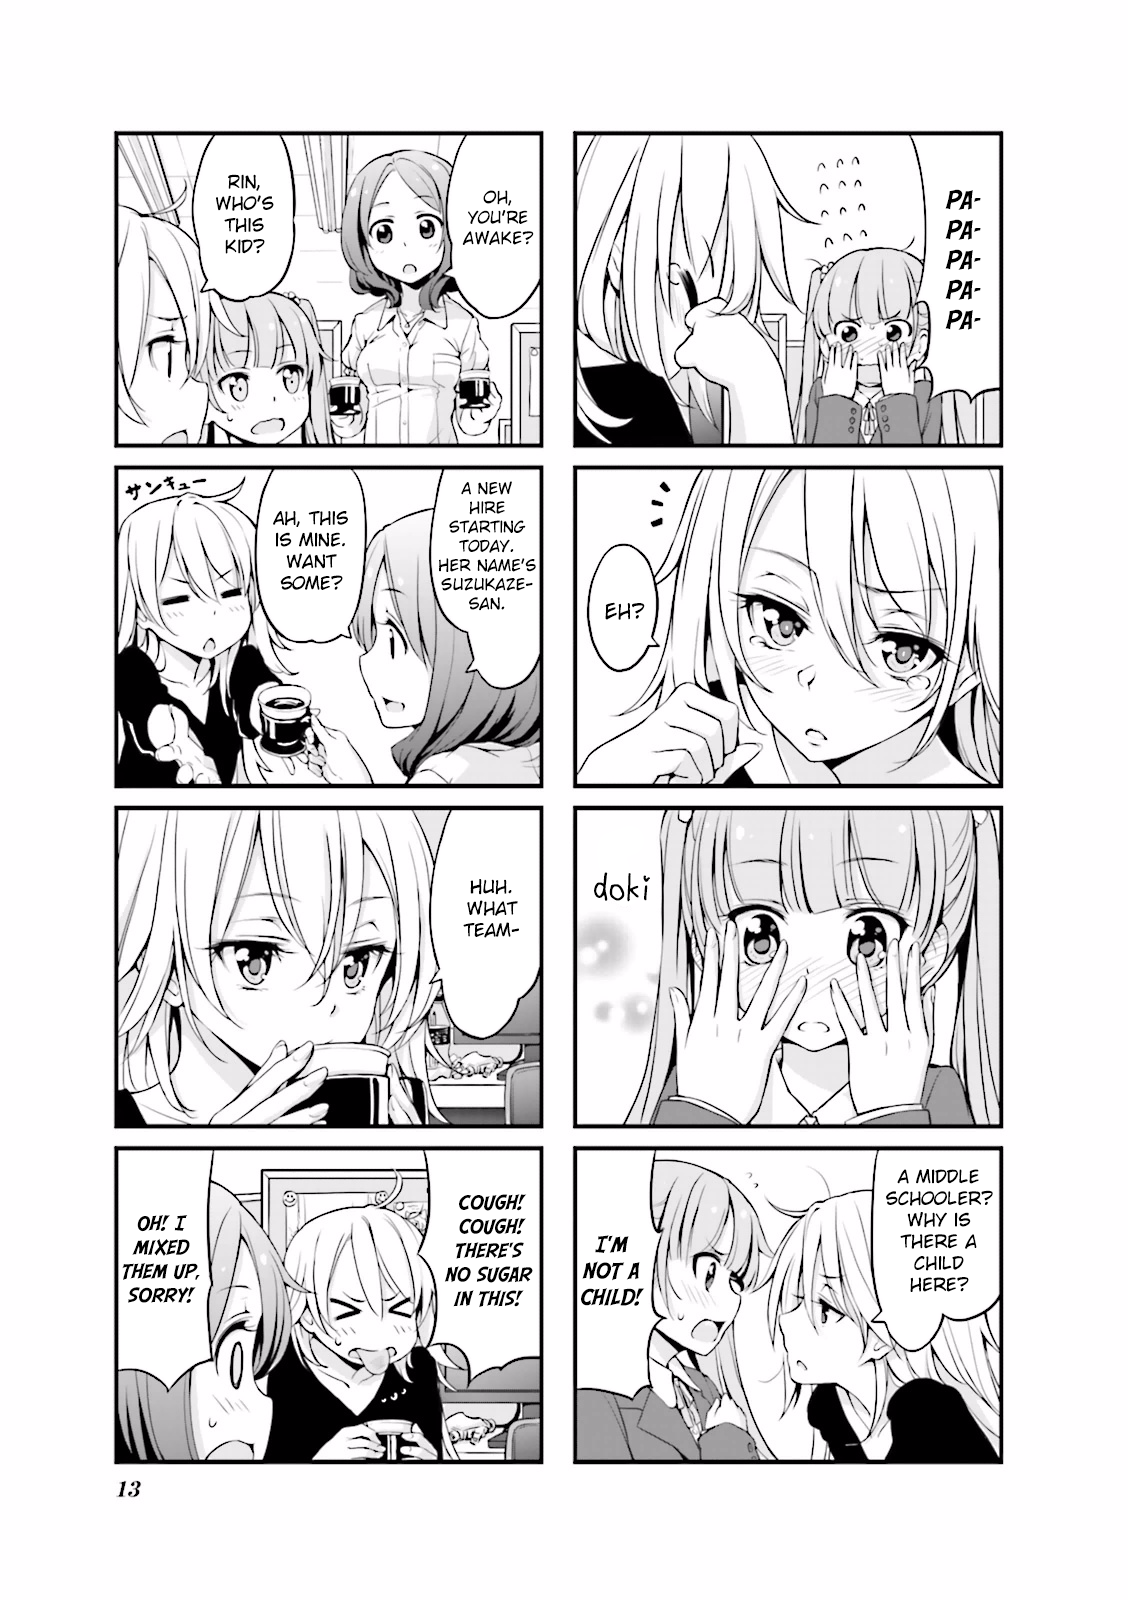 PA-
PA-
PA-
PA-
PA-
EH?
doki
A MIDDLE
SCHOOLER?
WHY IS
THERE A
CHILD
HERE?
I'M
NOT A
CHILD!
OH,
YOU'RE
AWAKE?
RIN,
WHO'S
THIS
KID?
A NEW
HIRE
STARTING
TODAY.
HER NAME'S
SUZUKAZE-
SAN.
AH, THIS
IS MINE.
WANT
SOME?
サンキュー
HUH.
WHAT
TEAM-
COUGH!
COUGH!
THERE'S
NO SUGAR
IN THIS!
OH! I
MIXED
THEM UP,
SORRY!
13